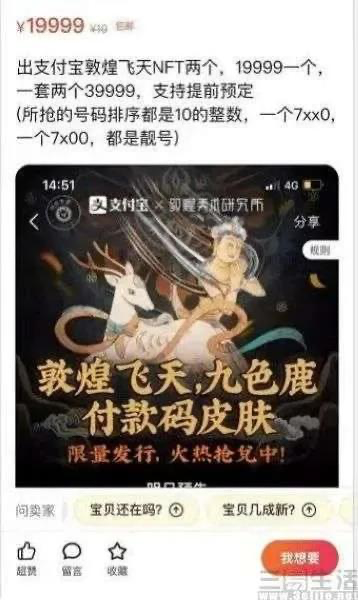 ¥19999 ¥10 包邮
出支付宝敦煌飞天NFT两个，19999一个，
一套两个39999，支持提前预定
(所抢的号码排序都是10的整数，一个7xx0，
一个7x00，都是靓号)
14:51 4G
支付宝 × 敦煌美术研究所
分享
规则
敦煌飞天,九色鹿
付款码皮肤
限量发行,火热抢兑中!
明日预告
问卖家 宝贝还在吗? 宝贝几成新?
超赞 留言 收藏 我想要
三易生活
www.3elife.net